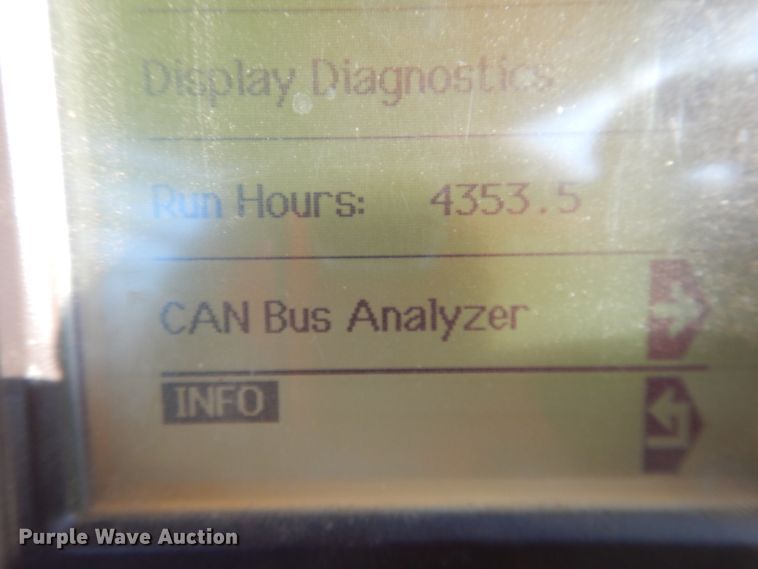 Display Diagnostics
Run Hours: 4353.5
CAN Bus Analyzer
INFO
Purple Wave Auction